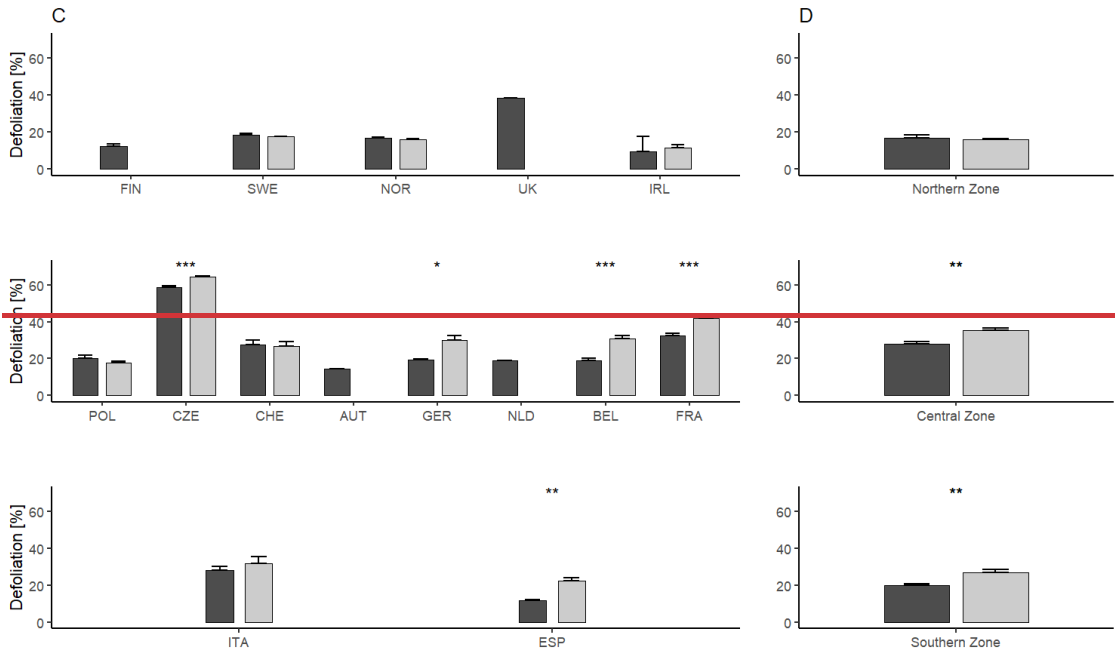 C
D
Defoliation [%]
60
40
20
0
FIN SWE NOR UK IRL
60
40
20
0
Northern Zone
Defoliation [%]
60
40
20
0
*** * *** ***
POL CZE CHE AUT GER NLD BEL FRA
60
40
20
0
**
Central Zone
Defoliation [%]
60
40
20
0
**
ITA ESP
60
40
20
0
**
Southern Zone